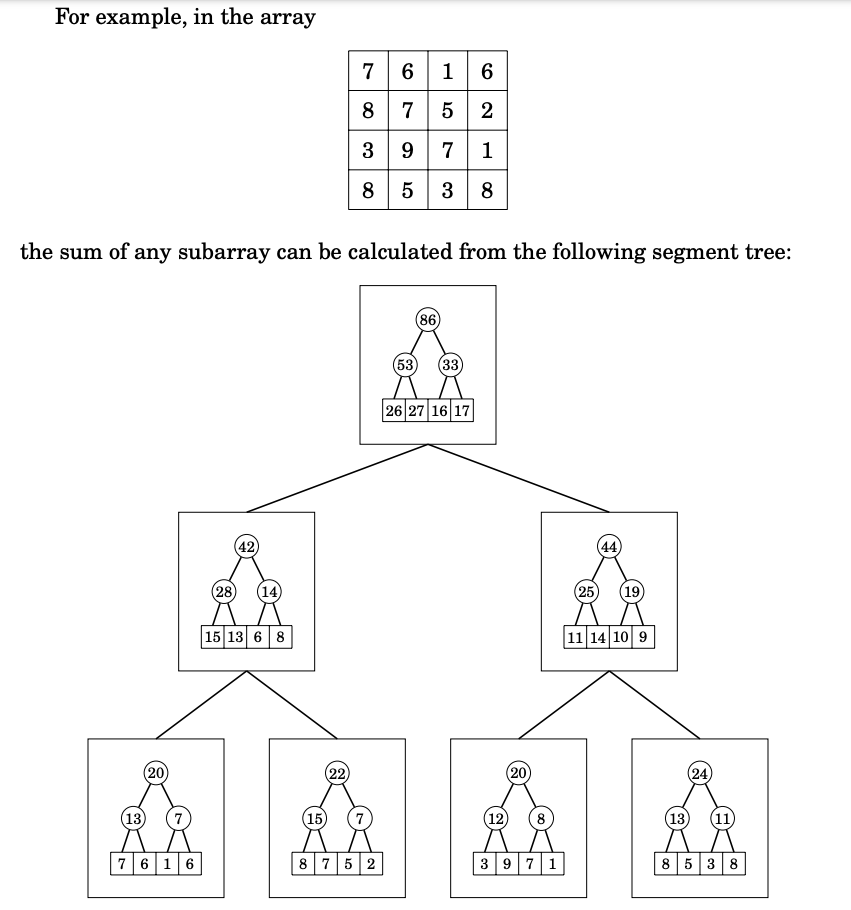 For example, in the array
7 6 1 6
8 7 5 2
3 9 7 1
8 5 3 8
the sum of any subarray can be calculated from the following segment tree:
86
53 33
26 27 16 17
42 44
28 14 25 19
15 13 6 8 11 14 10 9
20 22 20 24
13 7 15 7 12 8 13 11
7 6 1 6 8 7 5 2 3 9 7 1 8 5 3 8